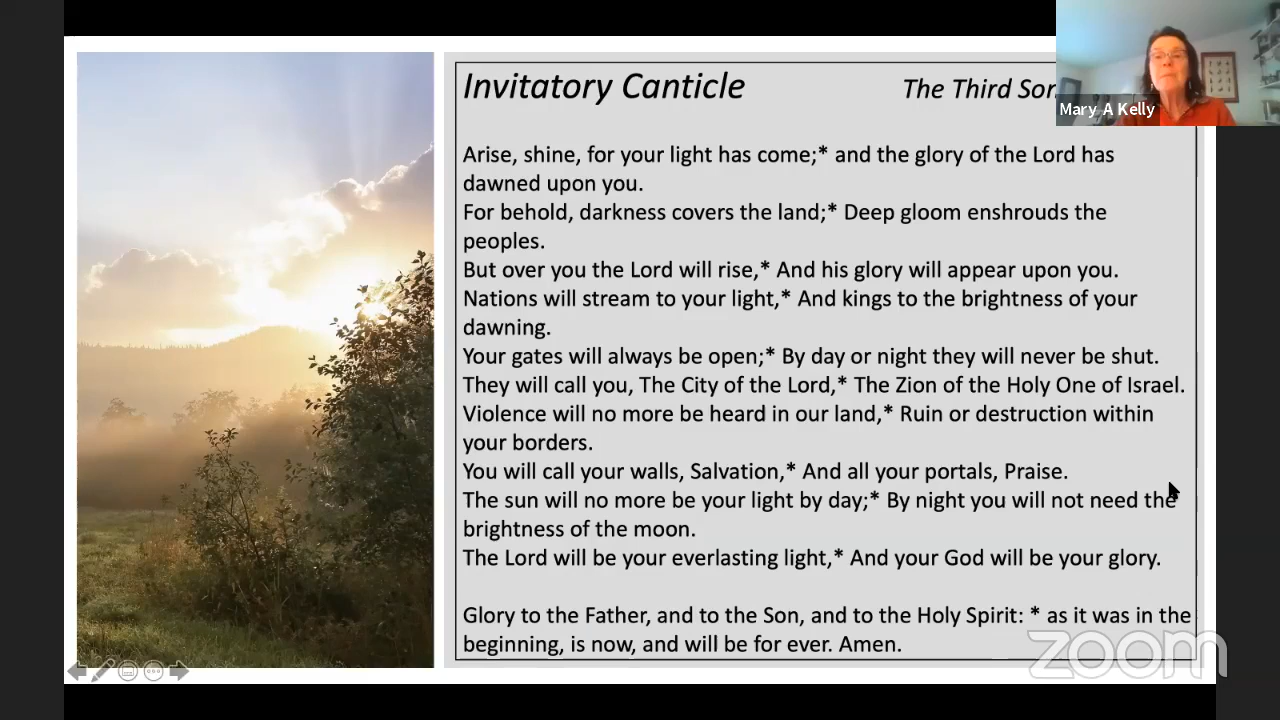 Invitatory Canticle The Third
Mary A Kelly
Arise, shine, for your light has come;* and the glory of the Lord has
dawned upon you.
For behold, darkness covers the land;* Deep gloom enshrouds the
peoples.
But over you the Lord will rise,* And his glory will appear upon you.
Nations will stream to your light,* And kings to the brightness of your
dawning.
Your gates will always be open;* By day or night they will never be shut.
They will call you, The City of the Lord,* The Zion of the Holy One of Israel.
Violence will no more be heard in our land,* Ruin or destruction within
your borders.
You will call your walls, Salvation,* And all your portals, Praise.
The sun will no more be your light by day;* By night you will not need the
brightness of the moon.
The Lord will be your everlasting light,* And your God will be your glory.
Glory to the Father, and to the Son, and to the Holy Spirit: * as it was in the
beginning, is now, and will be for ever. Amen.
zoom